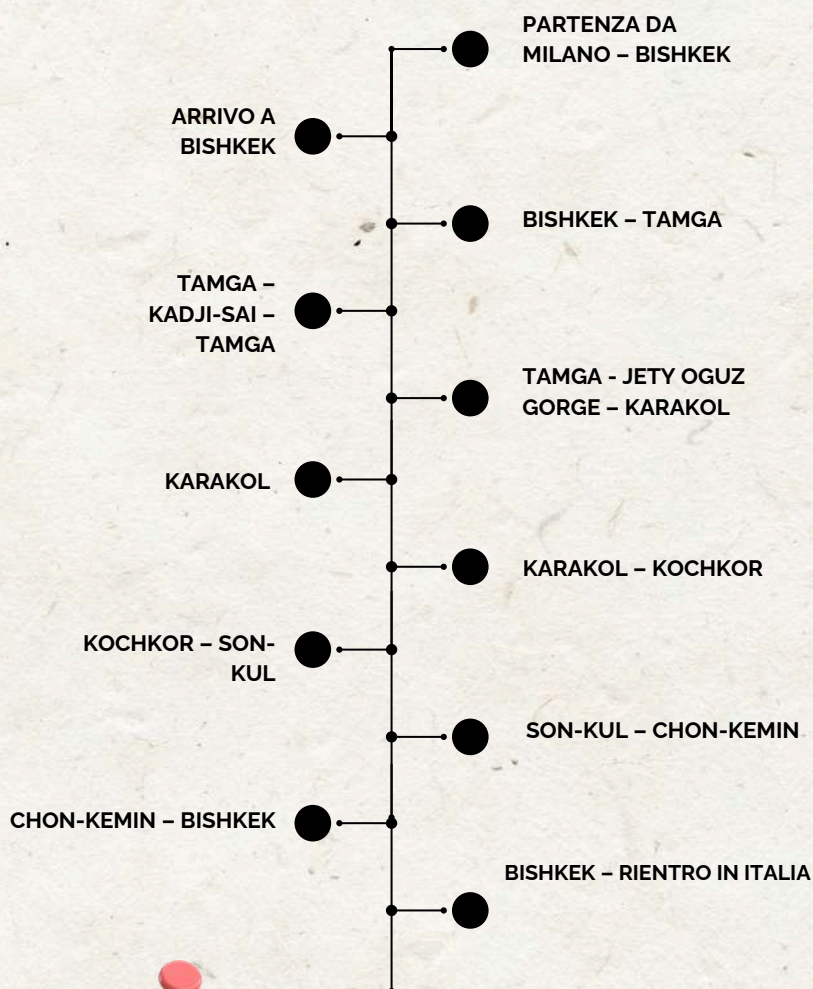 PARTENZA DA
MILANO – BISHKEK
ARRIVO A
BISHKEK
BISHKEK – TAMGA
TAMGA –
KADJI-SAI –
TAMGA
TAMGA - JETY OGUZ
GORGE – KARAKOL
KARAKOL
KARAKOL – KOCHKOR
KOCHKOR – SON-
KUL
SON-KUL – CHON-KEMIN
CHON-KEMIN – BISHKEK
BISHKEK – RIENTRO IN ITALIA